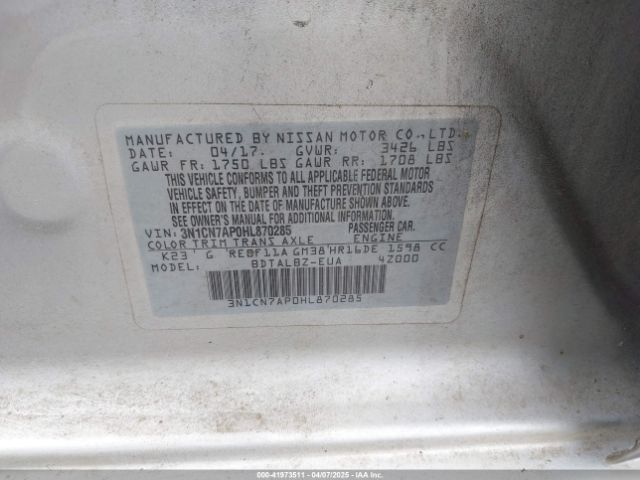 MANUFACTURED BY NISSAN MOTOR CO., LTD.
DATE: 04/17. GVWR: 3426 LBS
GAWR FR: 1750 LBS GAWR RR: 1708 LBS
THIS VEHICLE CONFORMS TO ALL APPLICABLE FEDERAL MOTOR
VEHICLE SAFETY, BUMPER AND THEFT PREVENTION STANDARDS
IN EFFECT ON THE DATE OF MANUFACTURE SHOWN ABOVE.
SEE OWNER'S MANUAL OR FOR ADDITIONAL INFORMATION.
VIN: 3N1CN7AP0HL870285 PASSENGER CAR.
COLOR TRIM TRANS AXLE ENGINE
K23 G RE0F11A GM38 HR16DE 1598 CC
MODEL: BDTALBZ-EUA 4Z000
3N1CN7AP0HL870285
000-41973511 - 04/07/2025 - IAA Inc.